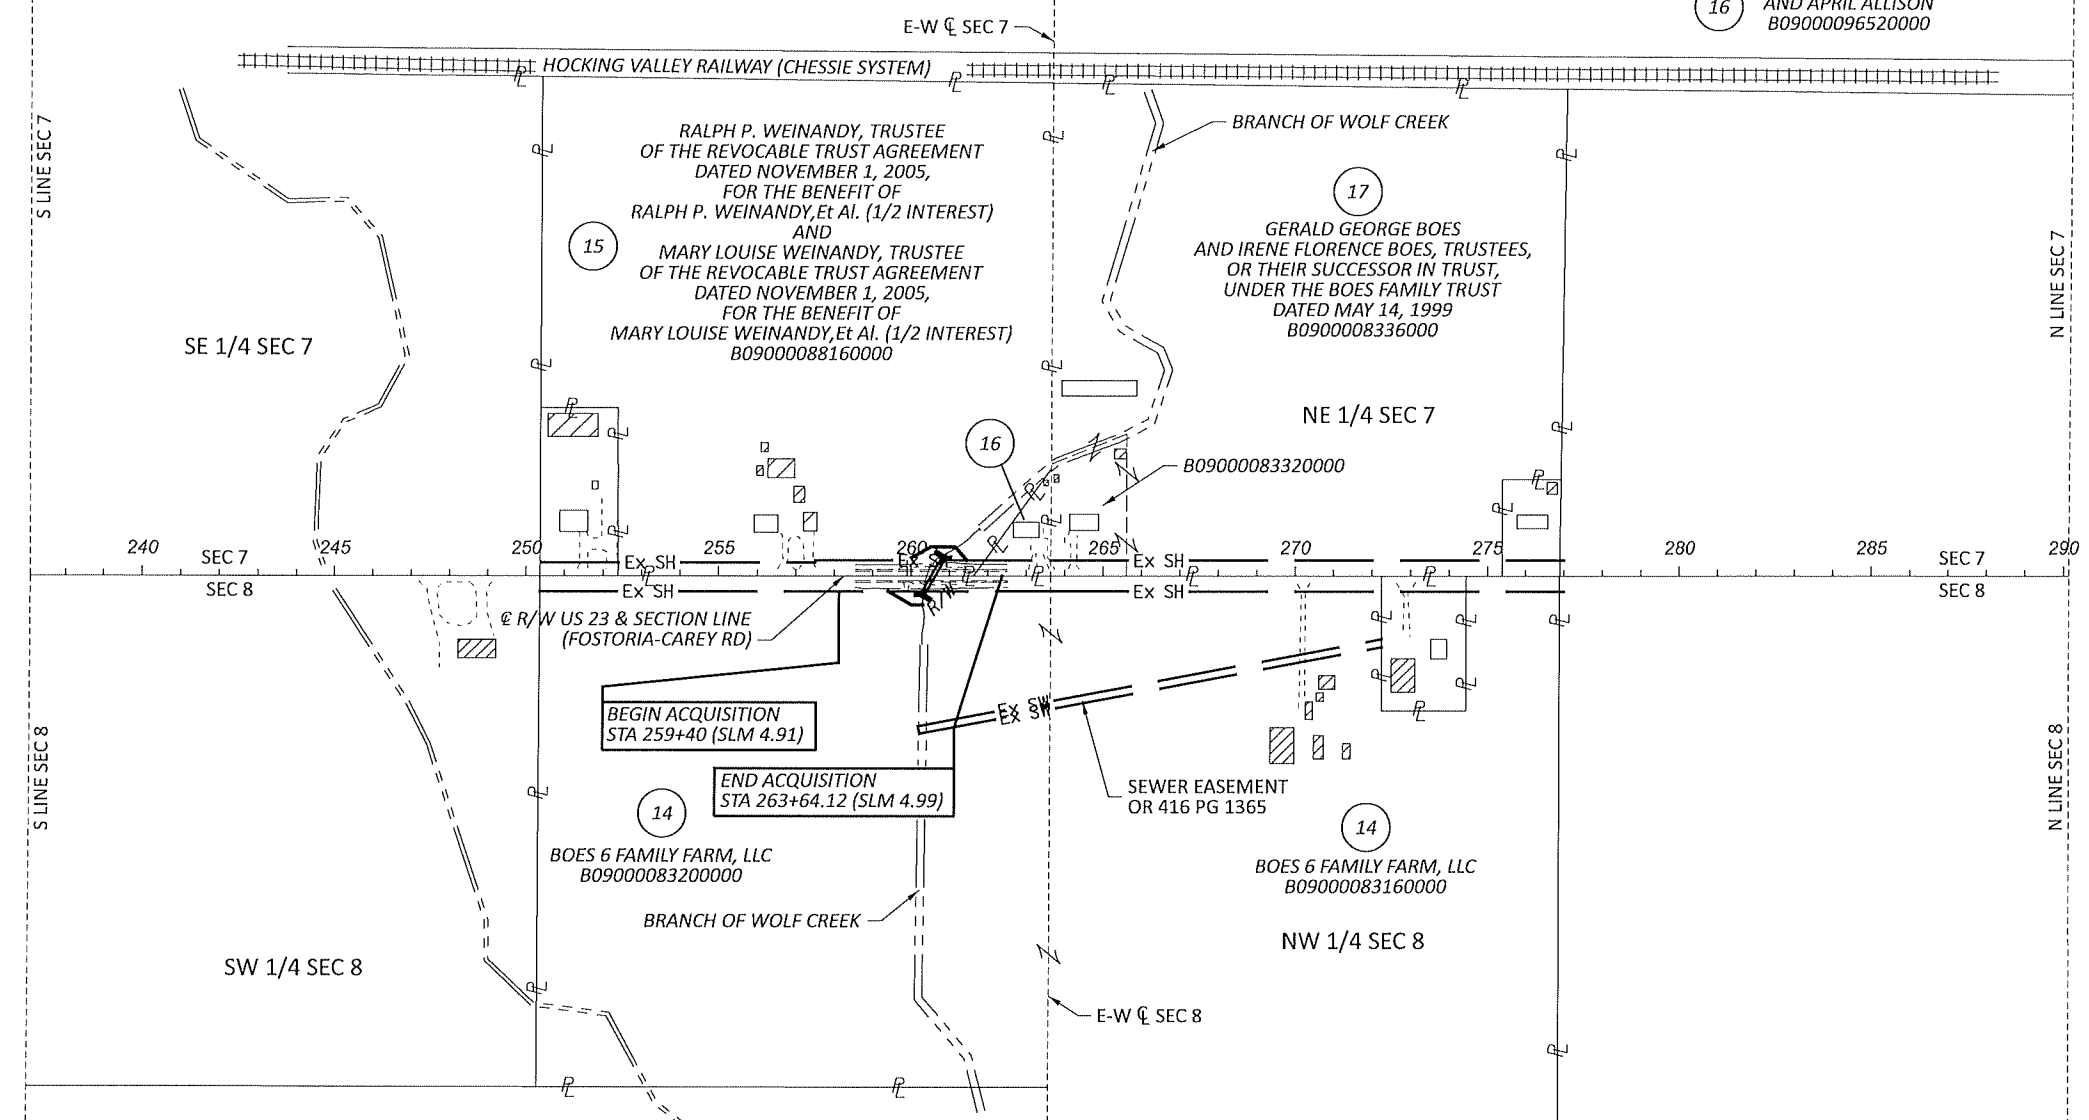 16 AND APRIL ALLISON
B09000096520000
E-W ℄ SEC 7
HOCKING VALLEY RAILWAY (CHESSIE SYSTEM)
S LINE SEC 7
N LINE SEC 7
RALPH P. WEINANDY, TRUSTEE
OF THE REVOCABLE TRUST AGREEMENT
DATED NOVEMBER 1, 2005,
FOR THE BENEFIT OF
RALPH P. WEINANDY,Et Al. (1/2 INTEREST)
AND
MARY LOUISE WEINANDY, TRUSTEE
OF THE REVOCABLE TRUST AGREEMENT
DATED NOVEMBER 1, 2005,
FOR THE BENEFIT OF
MARY LOUISE WEINANDY,Et Al. (1/2 INTEREST)
B09000088160000
15
BRANCH OF WOLF CREEK
17
GERALD GEORGE BOES
AND IRENE FLORENCE BOES, TRUSTEES,
OR THEIR SUCCESSOR IN TRUST,
UNDER THE BOES FAMILY TRUST
DATED MAY 14, 1999
B0900008336000
SE 1/4 SEC 7
NE 1/4 SEC 7
16
B09000083320000
240 245 250 255 260 265 270 275 280 285 290
SEC 7 Ex SH Ex SH Ex SH SEC 7
SEC 8 Ex SH R/W Ex SH SEC 8
℄ R/W US 23 & SECTION LINE
(FOSTORIA-CAREY RD)
BEGIN ACQUISITION
STA 259+40 (SLM 4.91)
END ACQUISITION
STA 263+64.12 (SLM 4.99)
Ex SW
Ex SW
SEWER EASEMENT
OR 416 PG 1365
S LINE SEC 8
N LINE SEC 8
14
BOES 6 FAMILY FARM, LLC
B09000083200000
14
BOES 6 FAMILY FARM, LLC
B09000083160000
BRANCH OF WOLF CREEK
NW 1/4 SEC 8
SW 1/4 SEC 8
E-W ℄ SEC 8